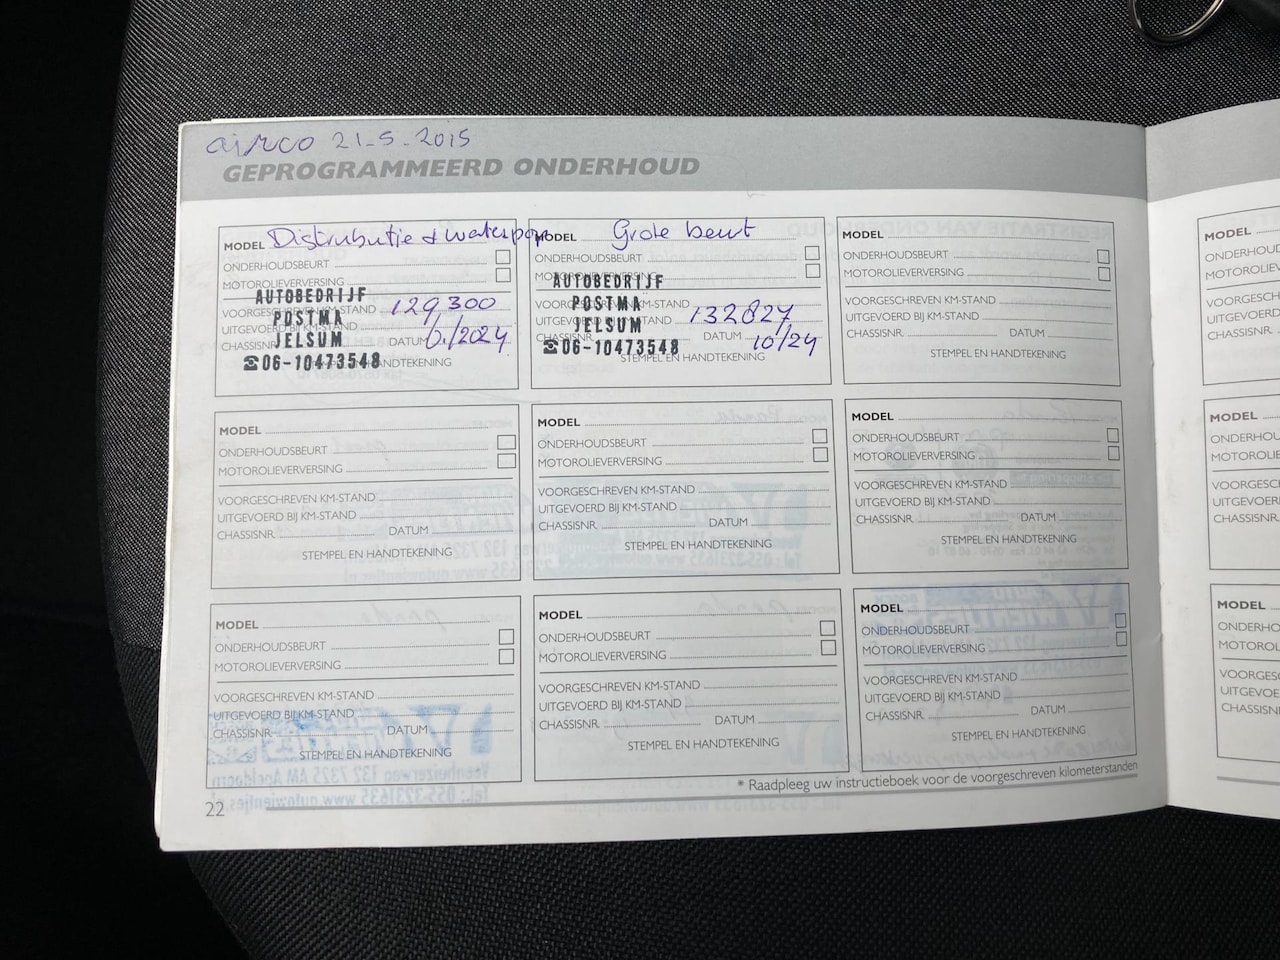 airco 21-5-2015
GEPROGRAMMEERD ONDERHOUD
MODEL Distributie & waterpomp
ONDERHOUDSBEURT
MOTOROLIEVERVERSING
AUTOBEDRIJF
POSTMA
JELSUM
☎06-10473548
VOORGESCHREVEN KM-STAND 129,300
UITGEVOERD BIJ KM-STAND
CHASSISNR. DATUM /2024
STEMPEL EN HANDTEKENING
MODEL Grote beurt
ONDERHOUDSBEURT
MOTOROLIEVERVERSING
AUTOBEDRIJF
POSTMA
JELSUM
☎06-10473548
VOORGESCHREVEN KM-STAND
UITGEVOERD BIJ KM-STAND 132827
CHASSISNR. DATUM 10/24
STEMPEL EN HANDTEKENING
MODEL
ONDERHOUDSBEURT
MOTOROLIEVERVERSING
VOORGESCHREVEN KM-STAND
UITGEVOERD BIJ KM-STAND
CHASSISNR. DATUM
STEMPEL EN HANDTEKENING
MODEL
ONDERHOUDSBEURT
MOTOROLIEVERVERSING
VOORGESCHREVEN KM-STAND
UITGEVOERD BIJ KM-STAND
CHASSISNR. DATUM
STEMPEL EN HANDTEKENING
MODEL
ONDERHOUDSBEURT
MOTOROLIEVERVERSING
VOORGESCHREVEN KM-STAND
UITGEVOERD BIJ KM-STAND
CHASSISNR. DATUM
STEMPEL EN HANDTEKENING
MODEL
ONDERHOUDSBEURT
MOTOROLIEVERVERSING
VOORGESCHREVEN KM-STAND
UITGEVOERD BIJ KM-STAND
CHASSISNR. DATUM
STEMPEL EN HANDTEKENING
MODEL
ONDERHOUDSBEURT
MOTOROLIEVERVERSING
VOORGESCHREVEN KM-STAND
UITGEVOERD BIJ KM-STAND
CHASSISNR. DATUM
STEMPEL EN HANDTEKENING
MODEL
ONDERHOUDSBEURT
MOTOROLIEVERVERSING
VOORGESCHREVEN KM-STAND
UITGEVOERD BIJ KM-STAND
CHASSISNR. DATUM
STEMPEL EN HANDTEKENING
MODEL
ONDERHOUDSBEURT
MOTOROLIEVERVERSING
VOORGESCHREVEN KM-STAND
UITGEVOERD BIJ KM-STAND
CHASSISNR. DATUM
STEMPEL EN HANDTEKENING
* Raadpleeg uw instructieboek voor de voorgeschreven kilometerstanden
22
MODEL
MODEL
MODEL